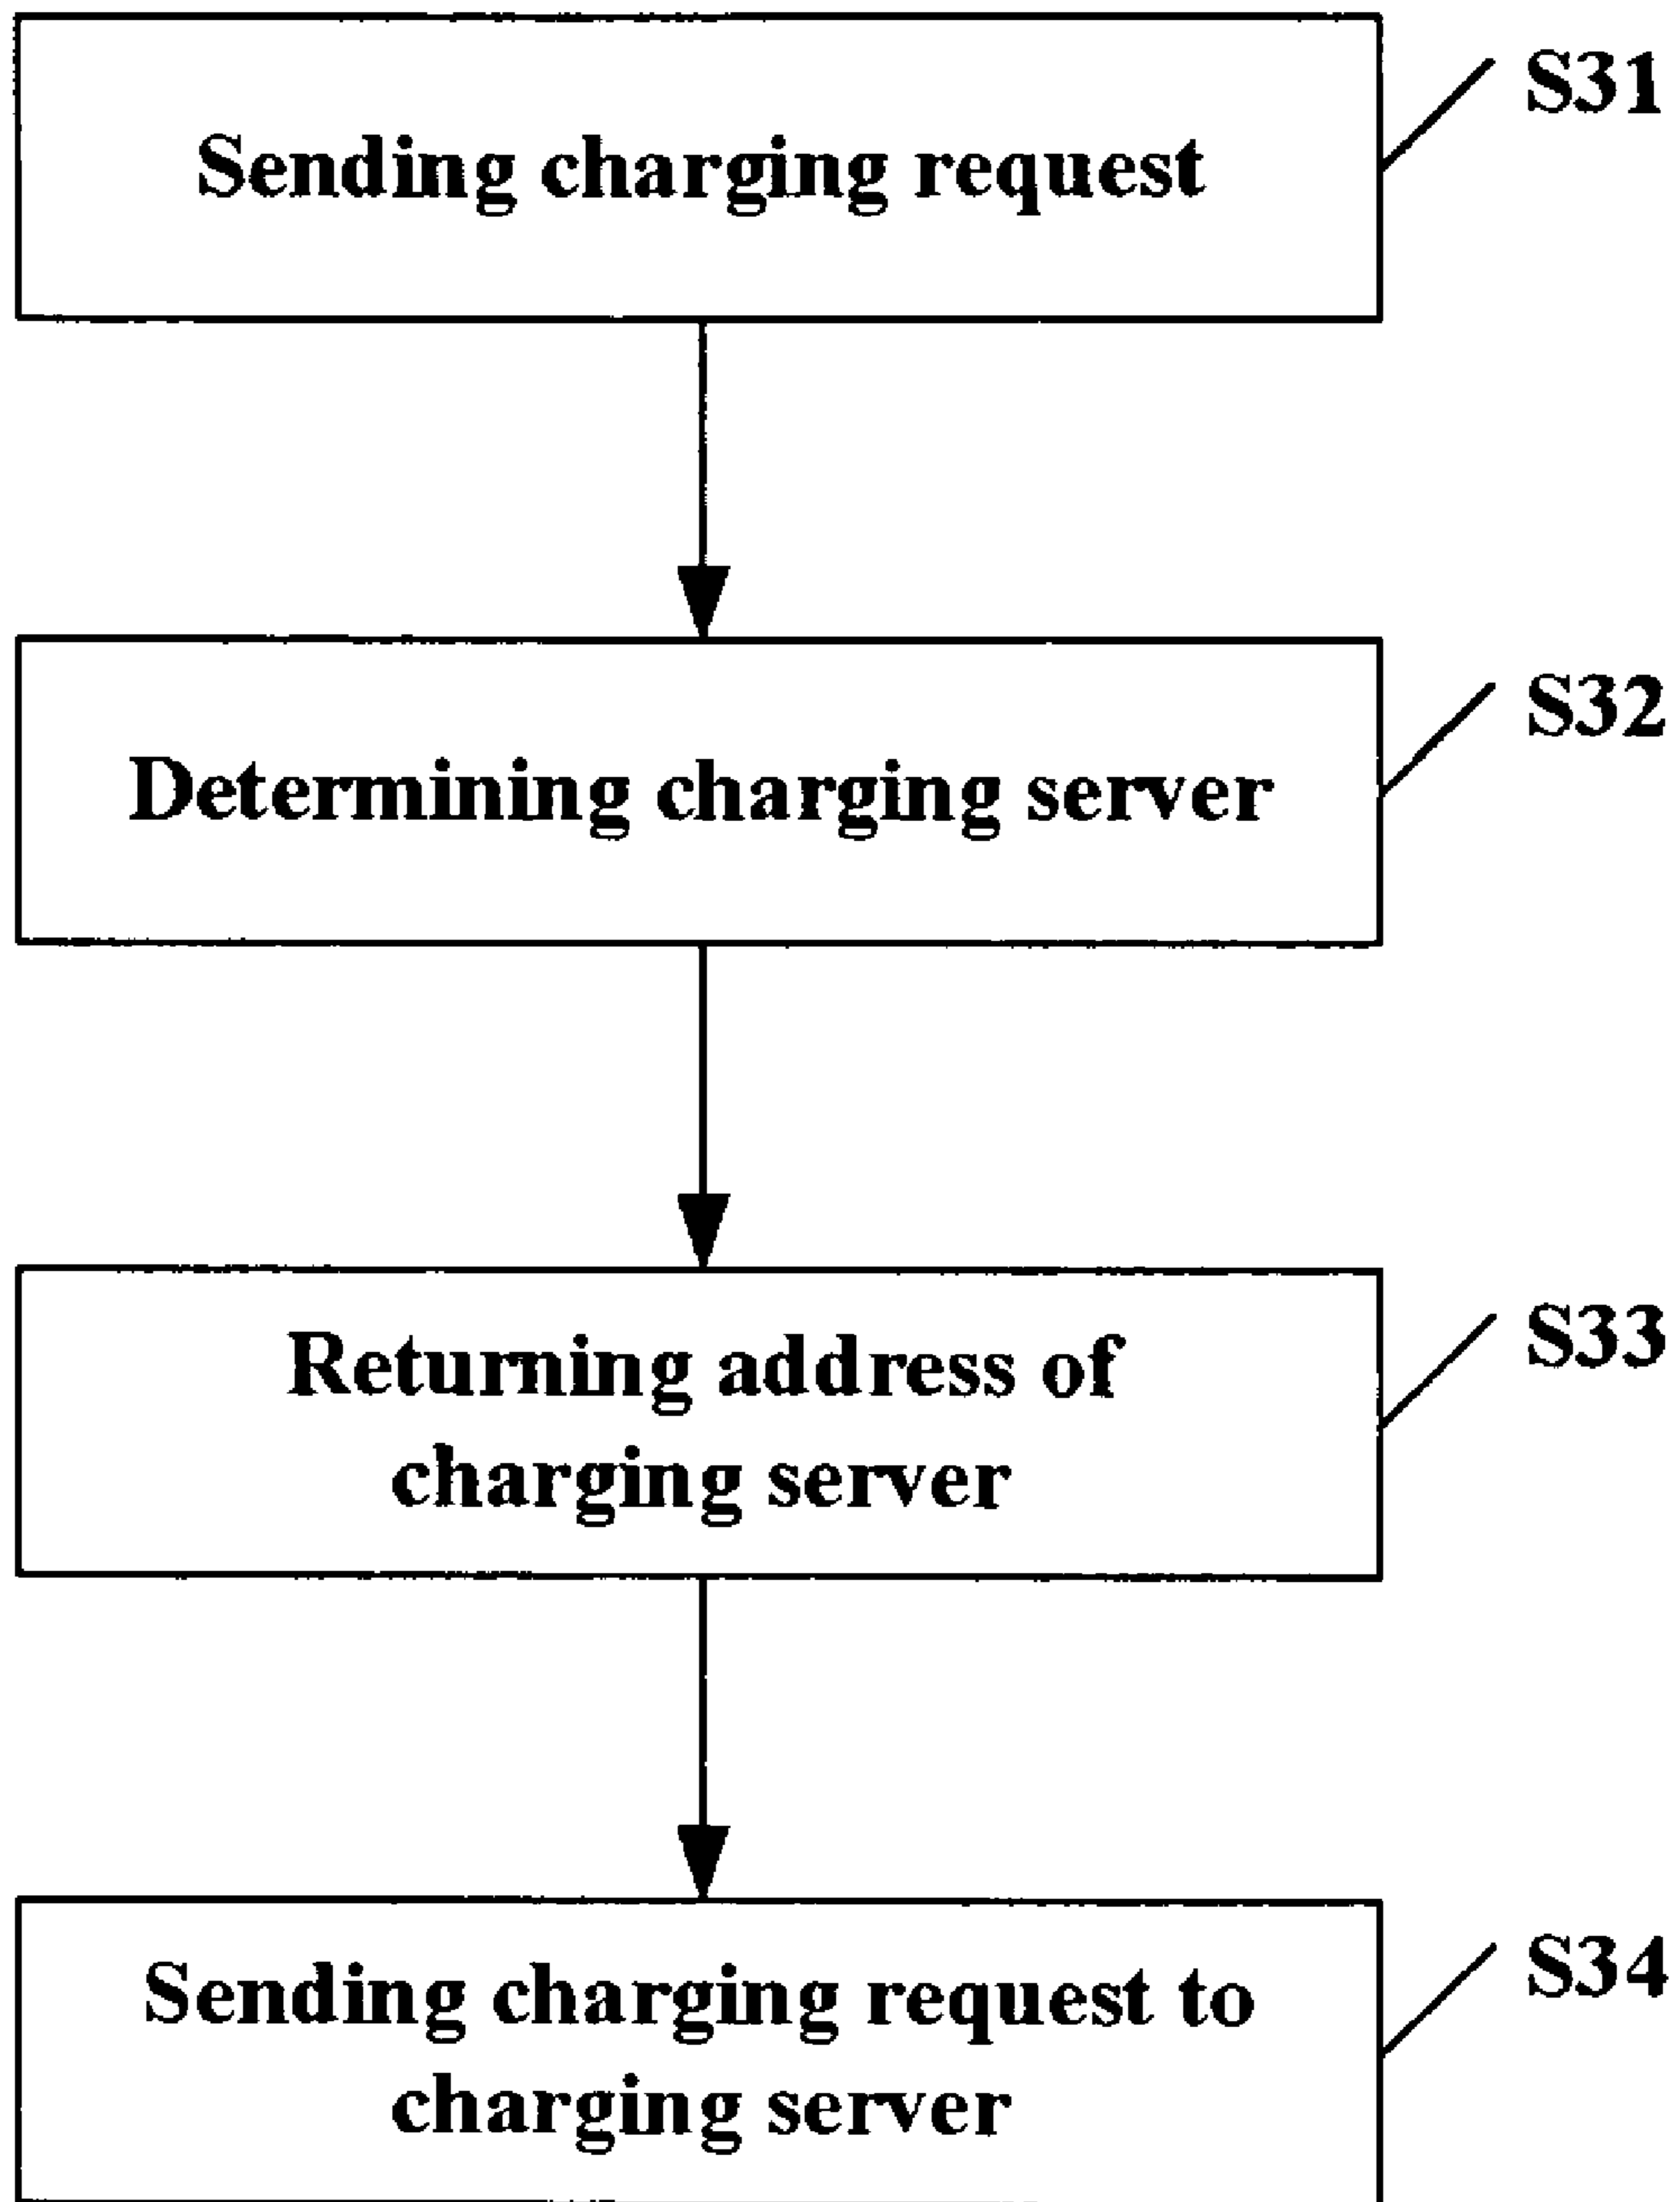 S31
Sending charging request
S32
Determining charging server
S33
Returning address of
charging server
S34
Sending charging request to
charging server